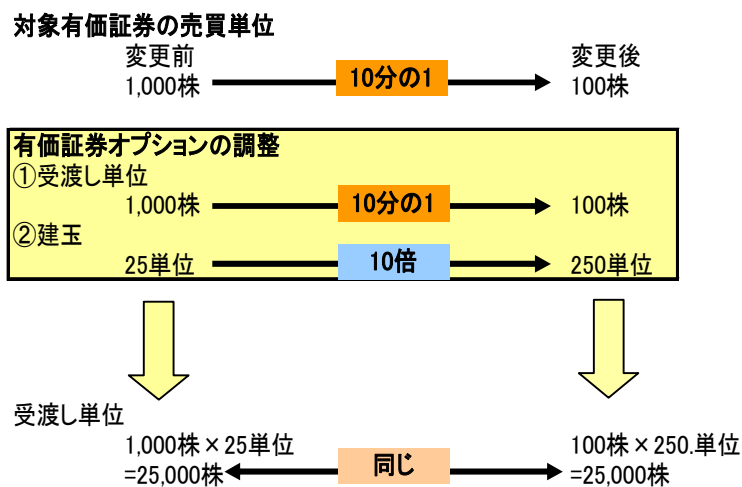 対象有価証券の売買単位
変更前 変更後
1,000株 10分の1 100株
有価証券オプションの調整
①受渡し単位
1,000株 10分の1 100株
②建玉
25単位 10倍 250単位
受渡し単位
1,000株×25単位 100株×250.単位
=25,000株 同じ =25,000株